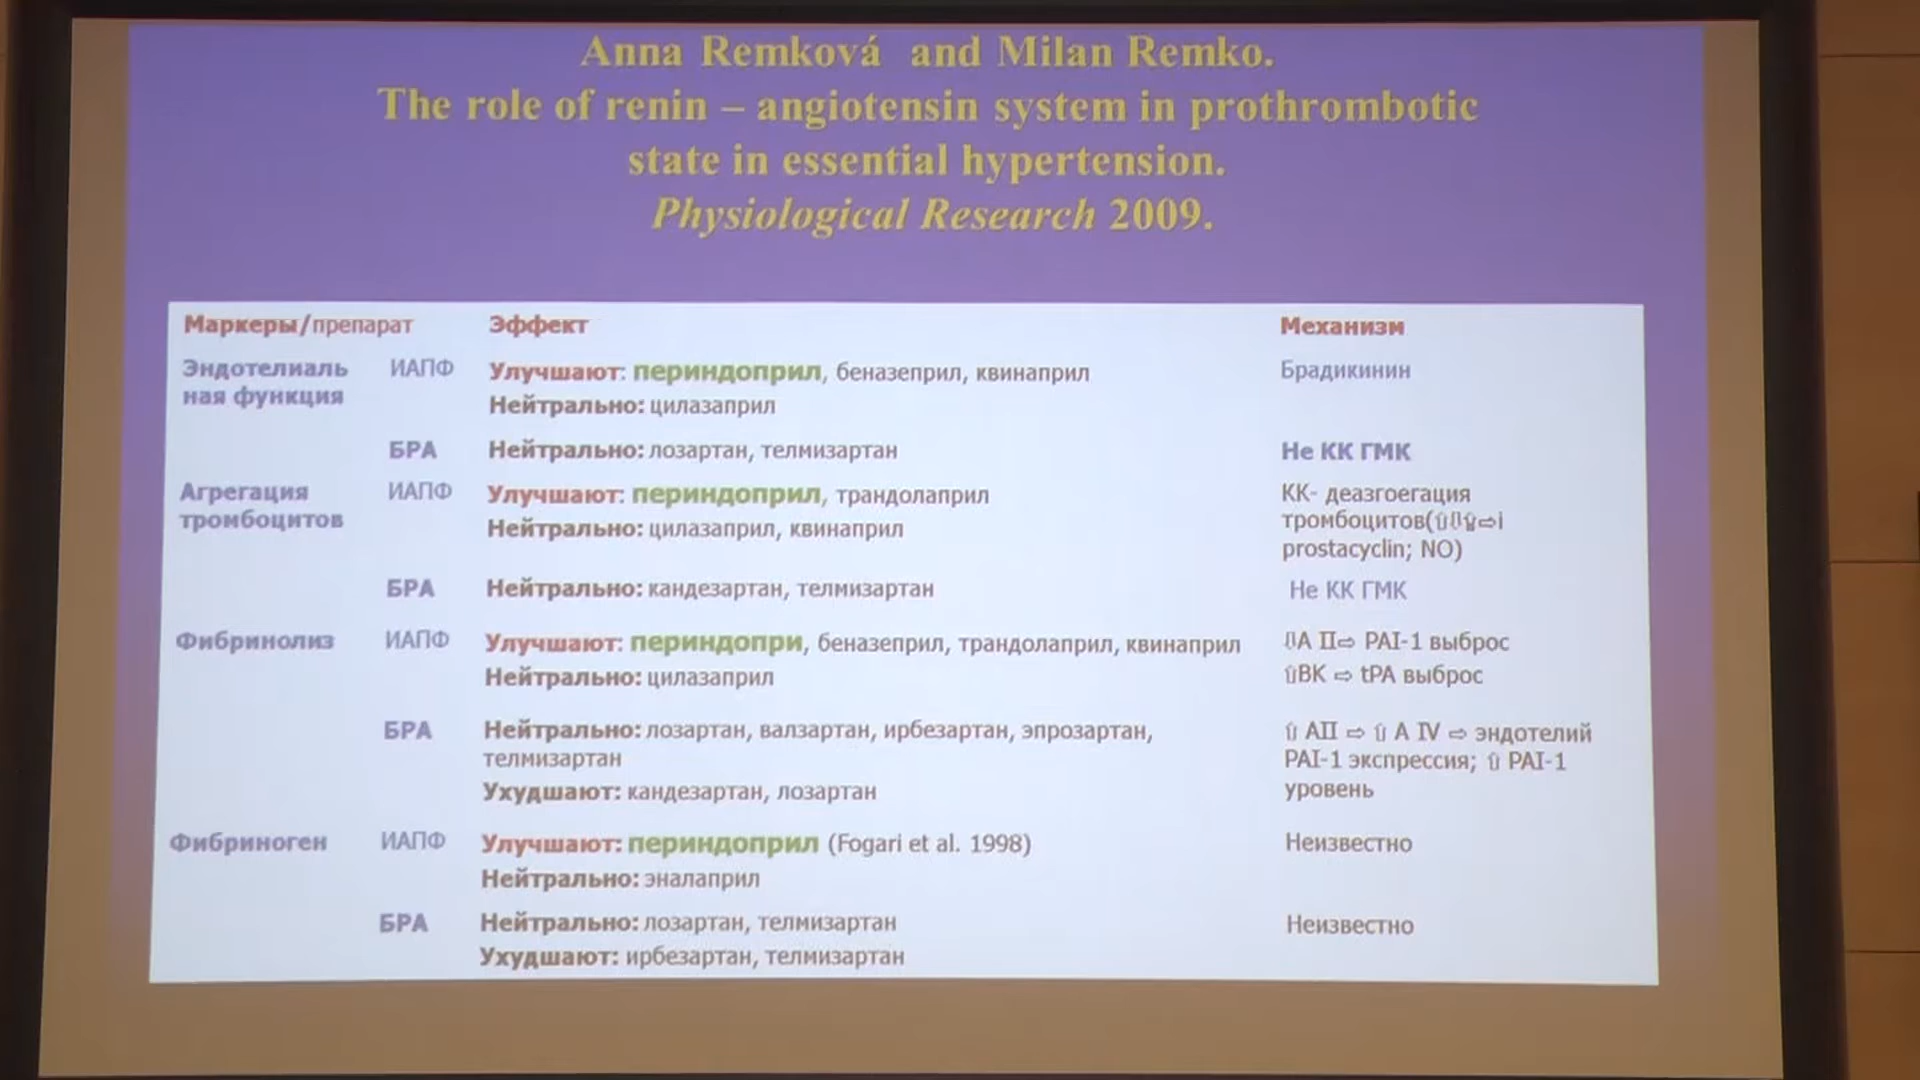 Anna Remková and Milan Remko.
The role of renin – angiotensin system in prothrombotic
state in essential hypertension.
Physiological Research 2009.
Маркеры/препарат Эффект Механизм
Эндотелиаль ИАПФ Улучшают: периндоприл, беназеприл, квинаприл Брадикинин
ная функция
Нейтрально: цилазаприл
БРА Нейтрально: лозартан, телмизартан Не КК ГМК
Агрегация ИАПФ Улучшают: периндоприл, трандолаприл КК- деазгоегация
тромбоцитов Нейтрально: цилазаприл, квинаприл тромбоцитов(⇧⇩⇨i
prostacyclin; NO)
БРА Нейтрально: кандезартан, телмизартан Не КК ГМК
Фибринолиз ИАПФ Улучшают: периндопри, беназеприл, трандолаприл, квинаприл ⇩А II⇨ PAI-1 выброс
Нейтрально: цилазаприл ⇧BK ⇨ tPA выброс
БРА Нейтрально: лозартан, валзартан, ирбезартан, эпрозартан, ⇧ AII ⇨ ⇧ A IV ⇨ эндотелий
телмизартан PAI-1 экспрессия; ⇧ PAI-1
Ухудшают: кандезартан, лозартан уровень
Фибриноген ИАПФ Улучшают: периндоприл (Fogari et al. 1998) Неизвестно
Нейтрально: эналаприл
БРА Нейтрально: лозартан, телмизартан Неизвестно
Ухудшают: ирбезартан, телмизартан